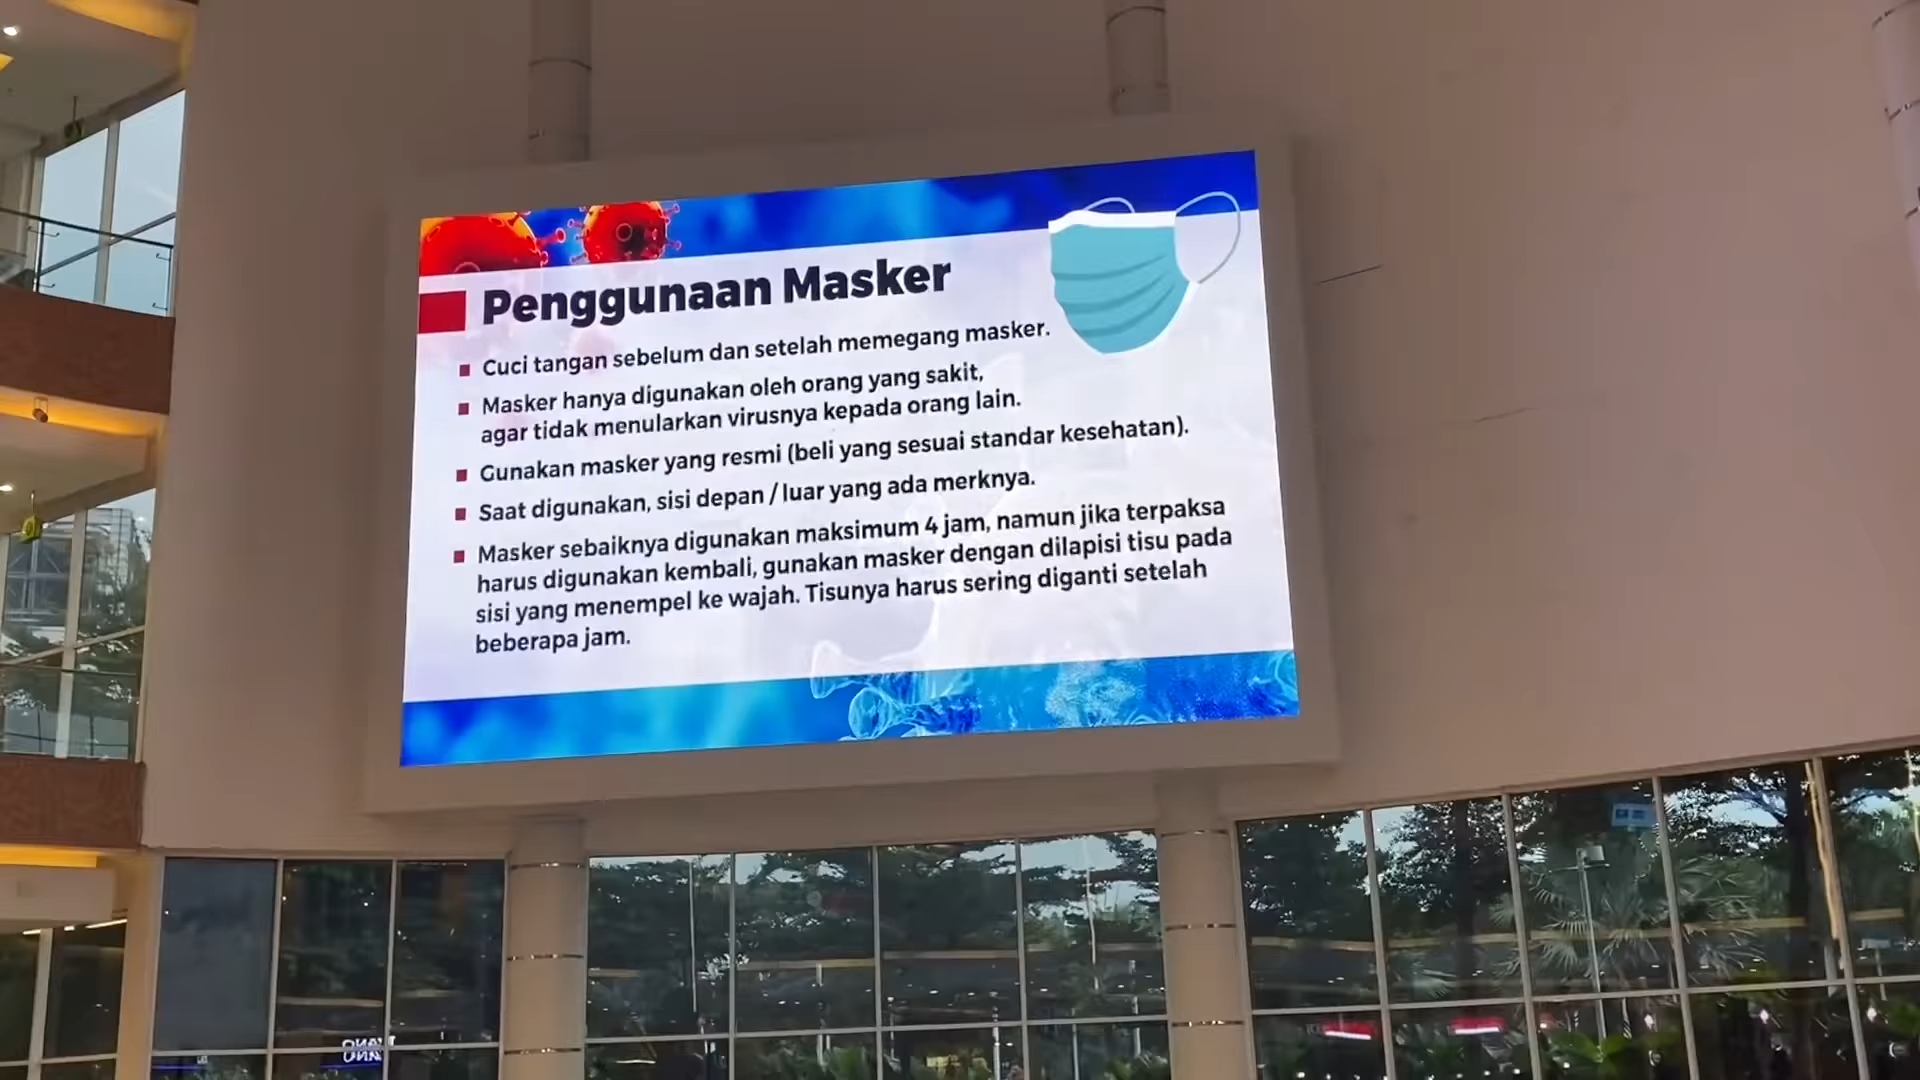 Penggunaan Masker
Cuci tangan sebelum dan setelah memegang masker.
Masker hanya digunakan oleh orang yang sakit,
agar tidak menularkan virusnya kepada orang lain.
Gunakan masker yang resmi (beli yang sesuai standar kesehatan).
Saat digunakan, sisi depan / luar yang ada merknya.
Masker sebaiknya digunakan maksimum 4 jam, namun jika terpaksa
harus digunakan kembali, gunakan masker dengan dilapisi tisu pada
sisi yang menempel ke wajah. Tisunya harus sering diganti setelah
beberapa jam.